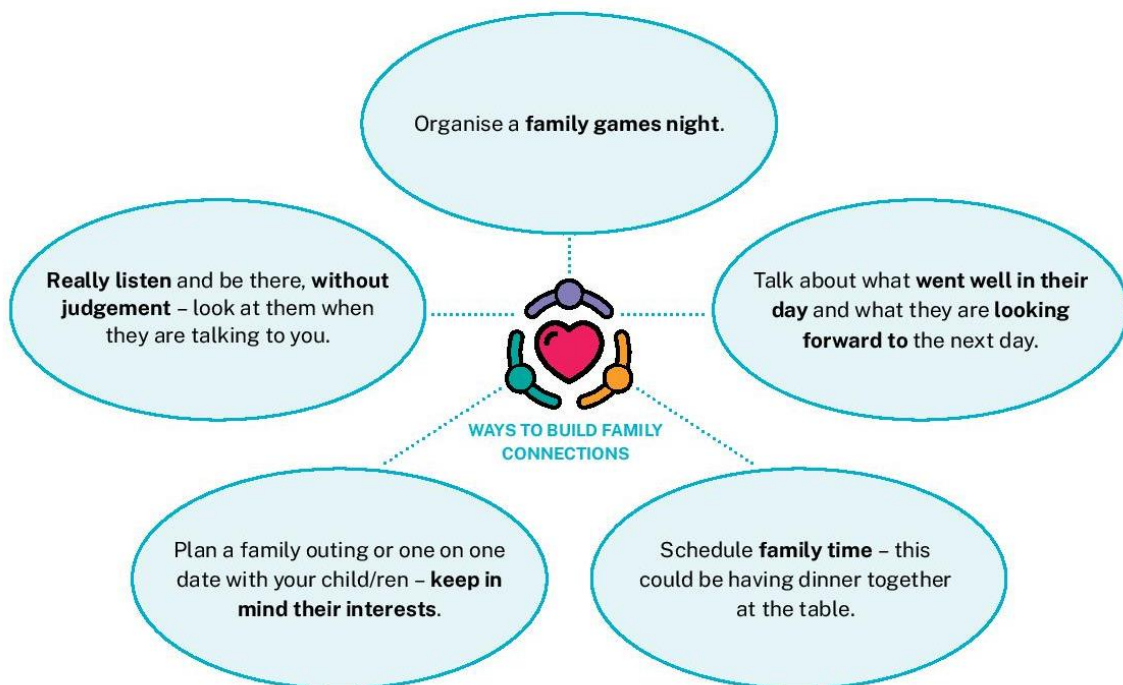 Organise a family games night.
Really listen and be there, without
judgement – look at them when
they are talking to you.
Talk about what went well in their
day and what they are looking
forward to the next day.
WAYS TO BUILD FAMILY
CONNECTIONS
Plan a family outing or one on one
date with your child/ren – keep in
mind their interests.
Schedule family time – this
could be having dinner together
at the table.